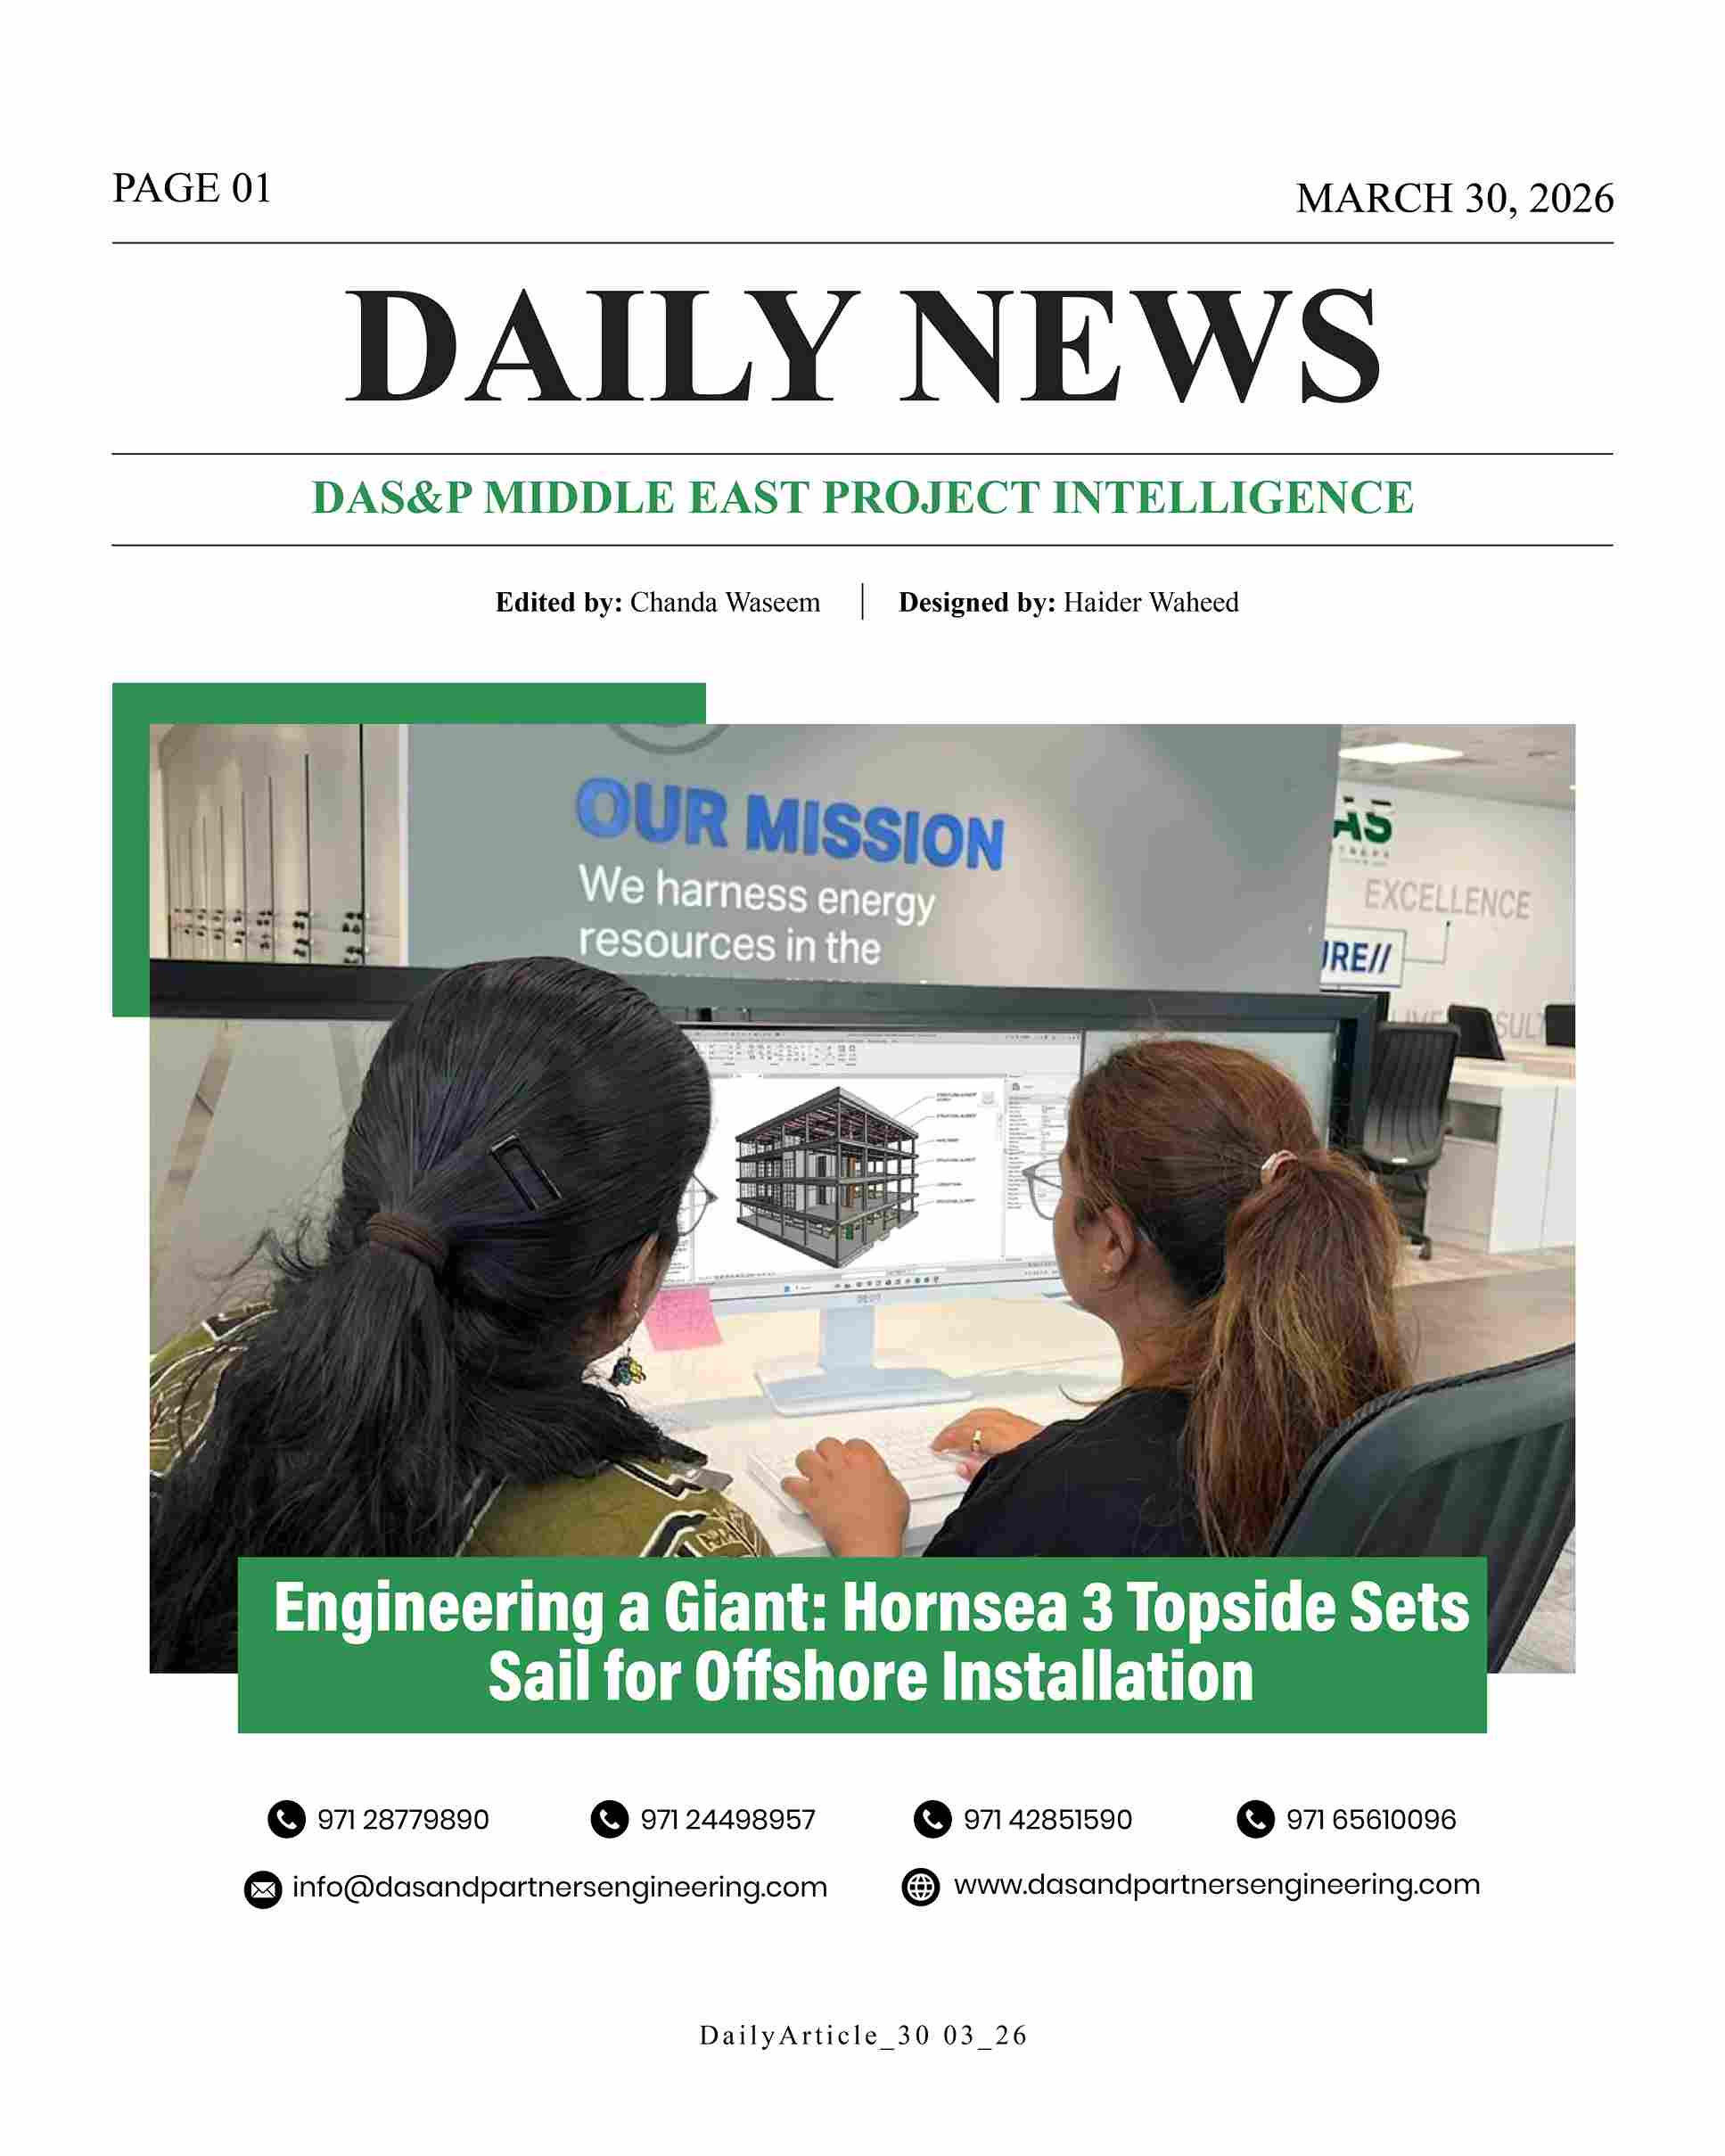 PAGE 01
MARCH 30, 2026
DAILY NEWS
DAS&P MIDDLE EAST PROJECT INTELLIGENCE
Edited by: Chanda Waseem
Designed by: Haider Waheed
OUR MISSION
We harness energy
resources in the
AS
EXCELLENCE
URE//
Engineering a Giant: Hornsea 3 Topside Sets
Sail for Offshore Installation
971 28779890
971 24498957
971 42851590
971 65610096
info@dasandpartnersengineering.com
www.dasandpartnersengineering.com
DailyArticle_30 03_26